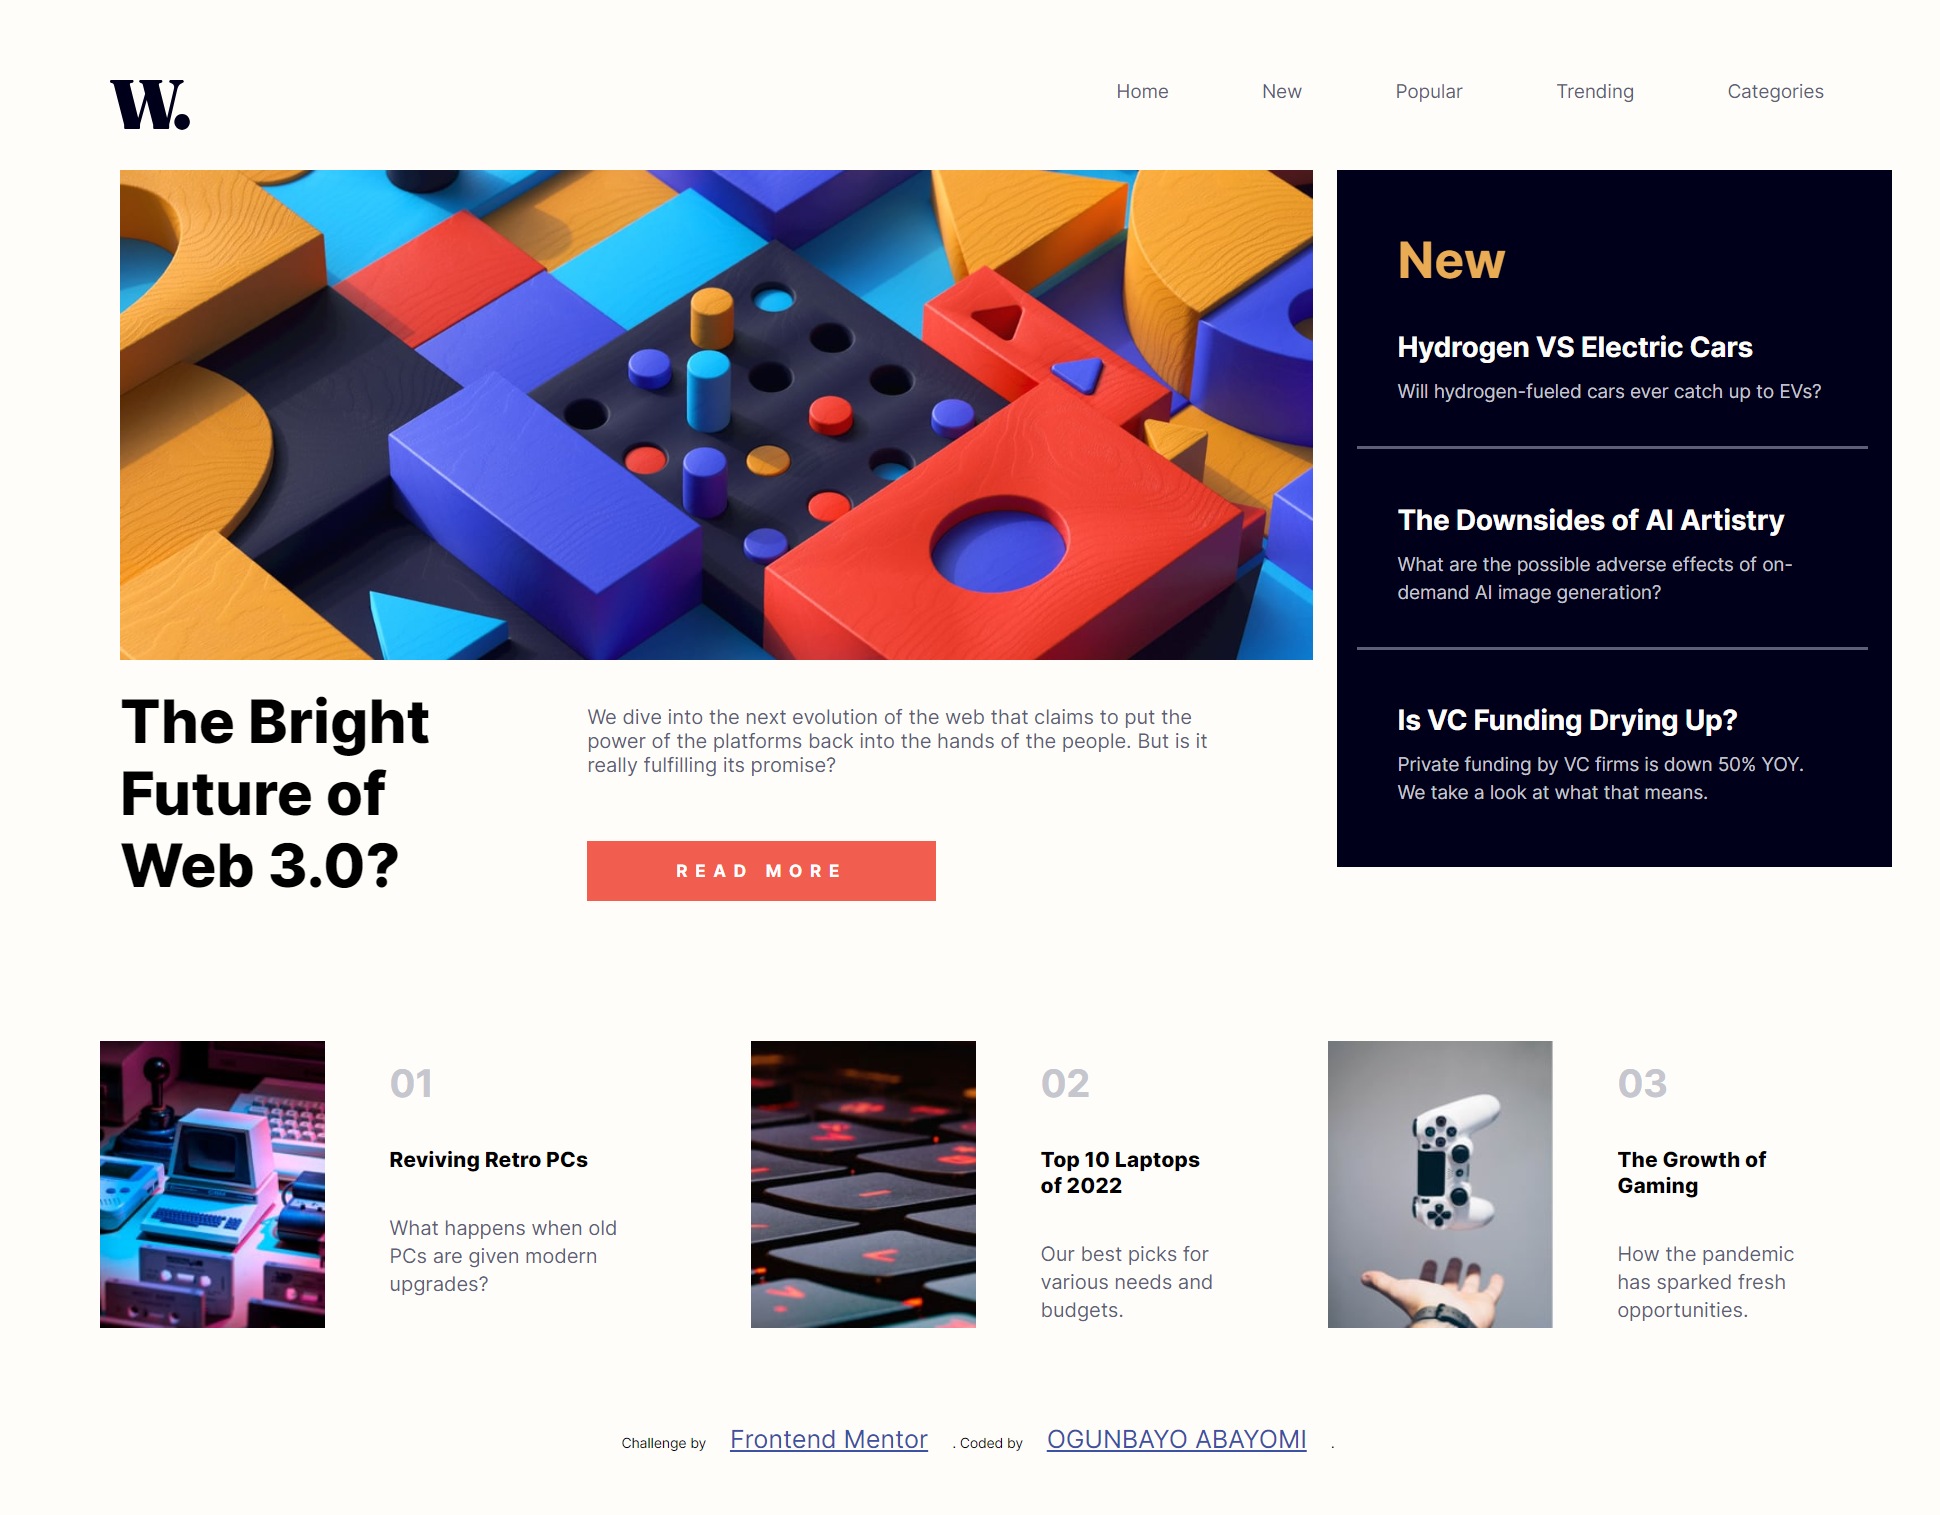 W.
Home New Popular Trending Categories
New
Hydrogen VS Electric Cars
Will hydrogen-fueled cars ever catch up to EVs?
The Downsides of AI Artistry
What are the possible adverse effects of on-
demand AI image generation?
Is VC Funding Drying Up?
Private funding by VC firms is down 50% YOY.
We take a look at what that means.
The Bright
Future of
Web 3.0?
We dive into the next evolution of the web that claims to put the
power of the platforms back into the hands of the people. But is it
really fulfilling its promise?
READ MORE
01
Reviving Retro PCs
What happens when old
PCs are given modern
upgrades?
02
Top 10 Laptops
of 2022
Our best picks for
various needs and
budgets.
03
The Growth of
Gaming
How the pandemic
has sparked fresh
opportunities.
Challenge by Frontend Mentor . Coded by OGUNBAYO ABAYOMI .